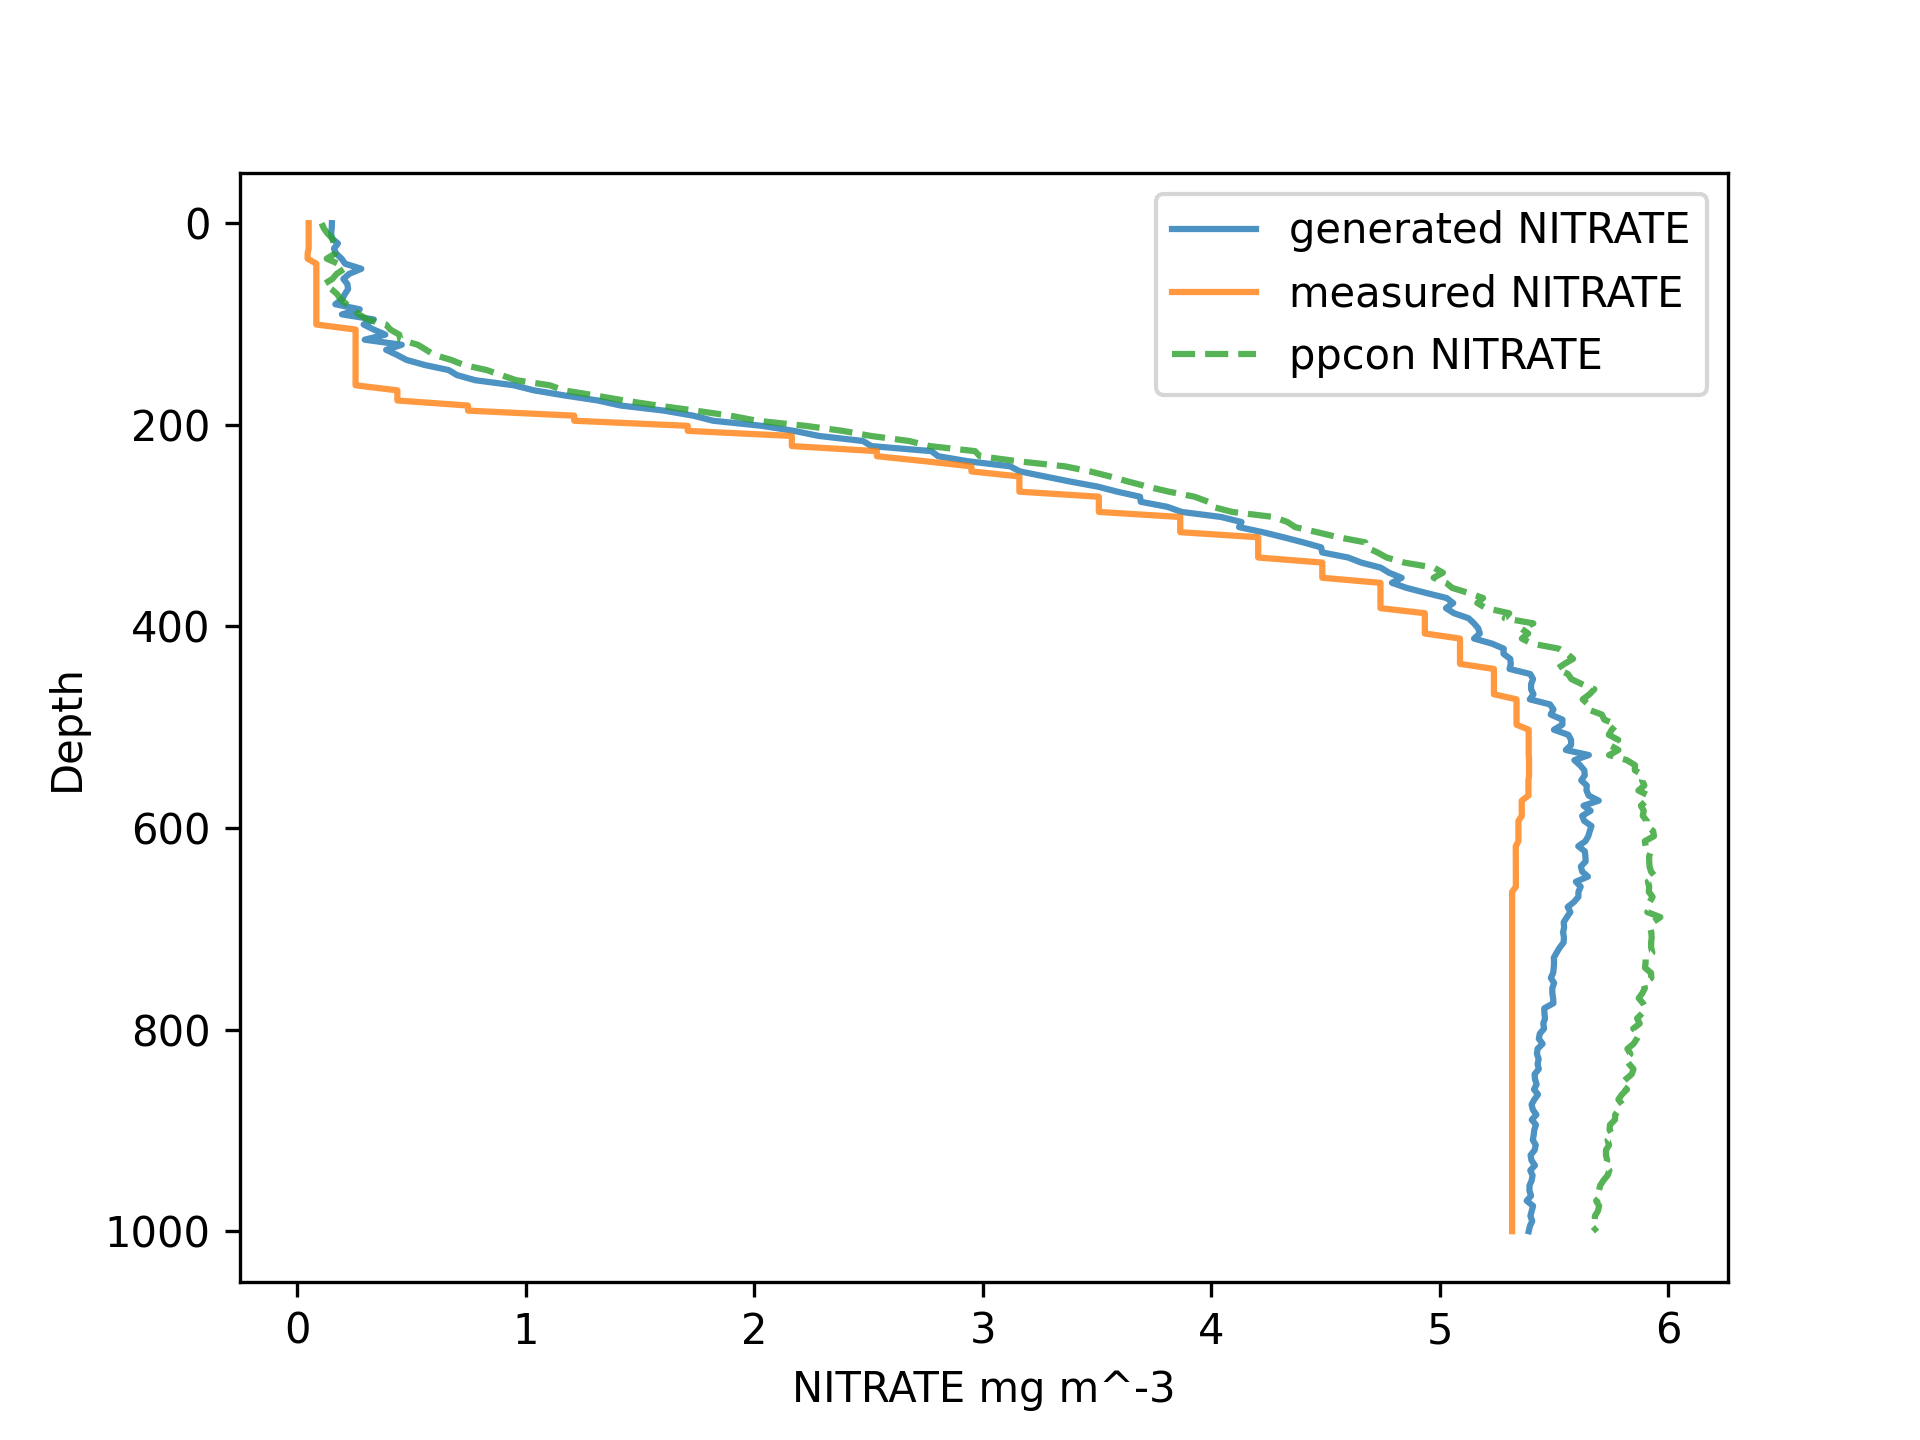 generated NITRATE
measured NITRATE
ppcon NITRATE
0
200
400
600
800
1000
Depth
0 1 2 3 4 5 6
NITRATE mg m^-3